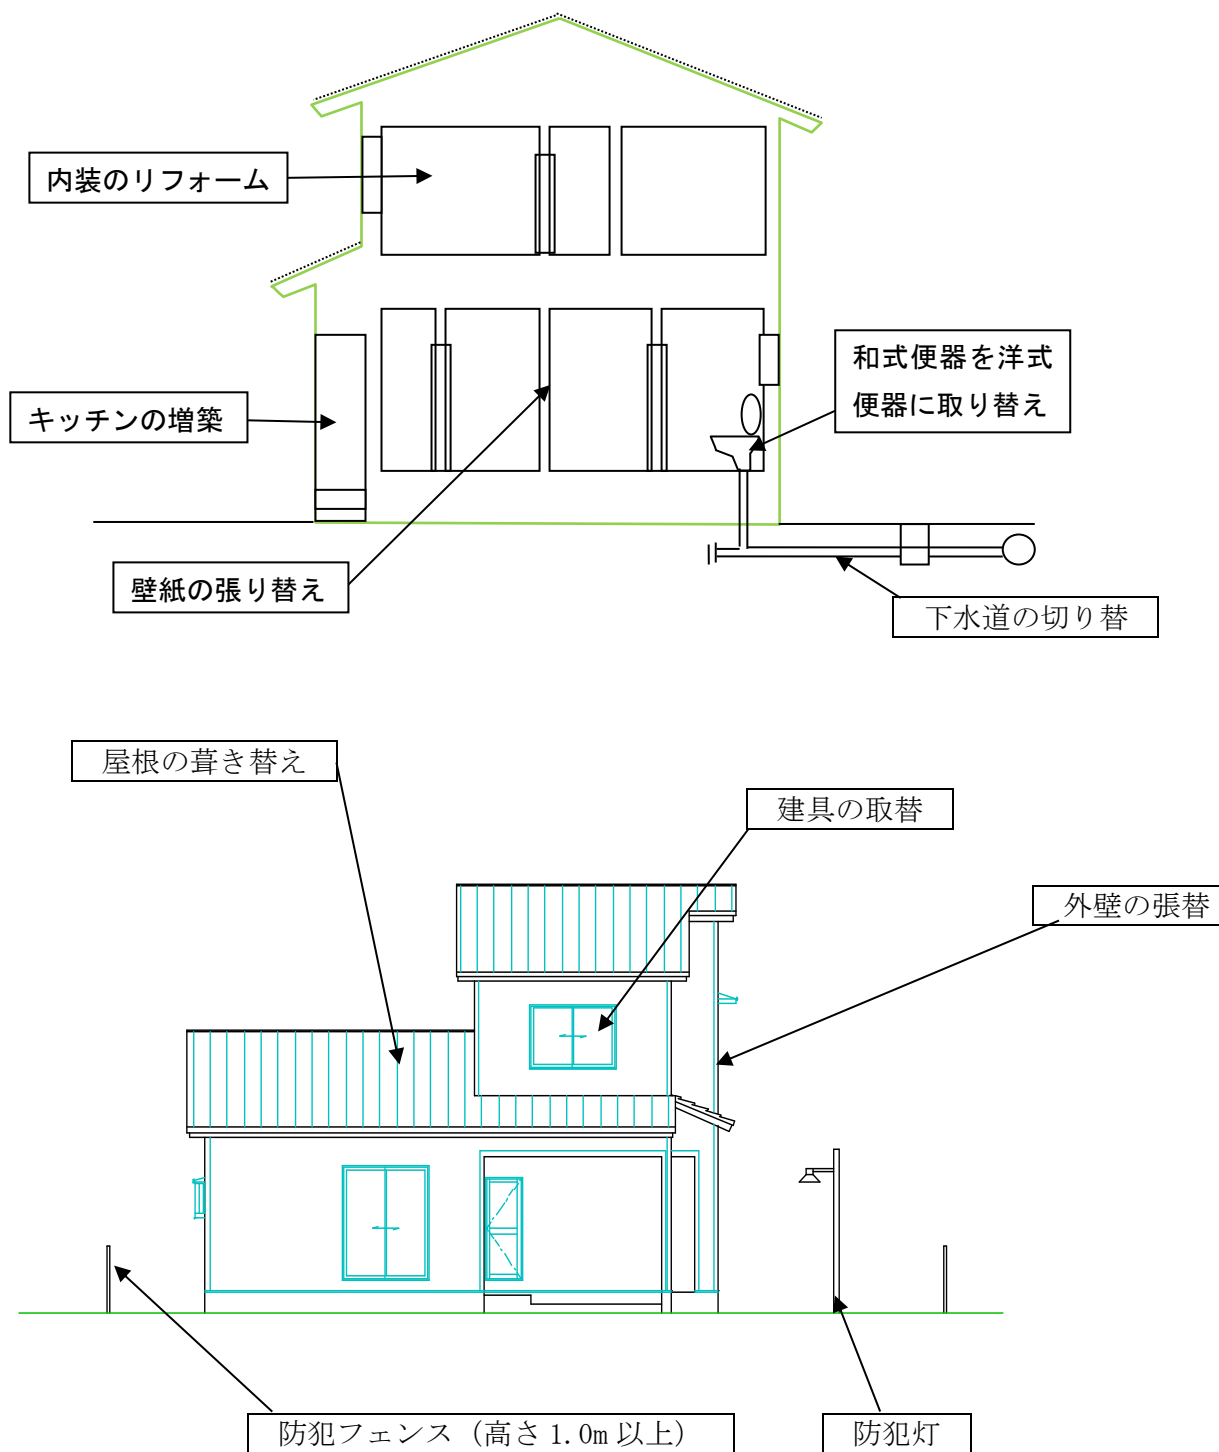 内装のリフォーム
和式便器を洋式
便器に取り替え
キッチンの増築
壁紙の張り替え
下水道の切り替
屋根の葺き替え
建具の取替
外壁の張替
防犯フェンス（高さ1.0m以上）
防犯灯